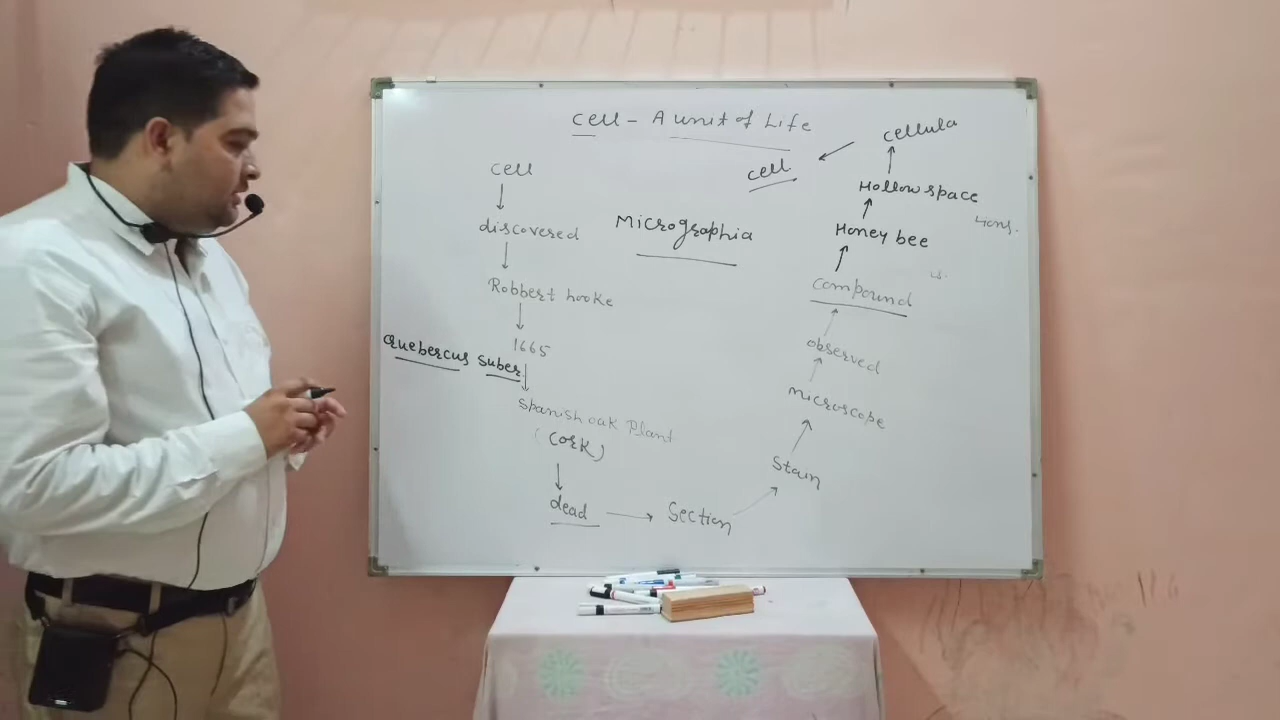 Cell - A unit of Life
cell
discovered
Robbert hooke
1665
Quebercus Suber
Spanish oak Plant
(Cork)
dead
Section
Stain
Microscope
observed
compound
Honey bee
Hollow space
cellula
cell
Micrographia